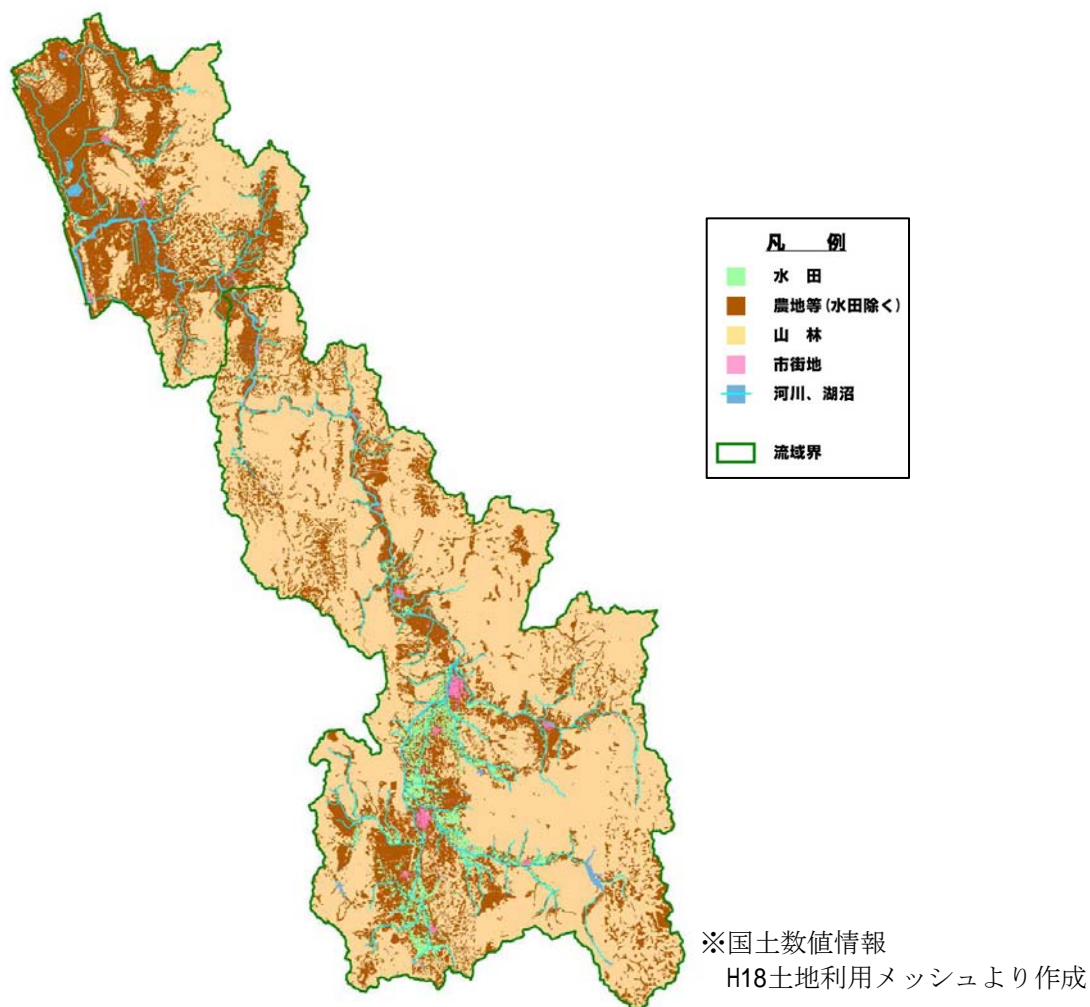 凡 例
水 田
農地等(水田除く)
山 林
市街地
河川、湖沼
流域界
※国土数値情報
H18土地利用メッシュより作成